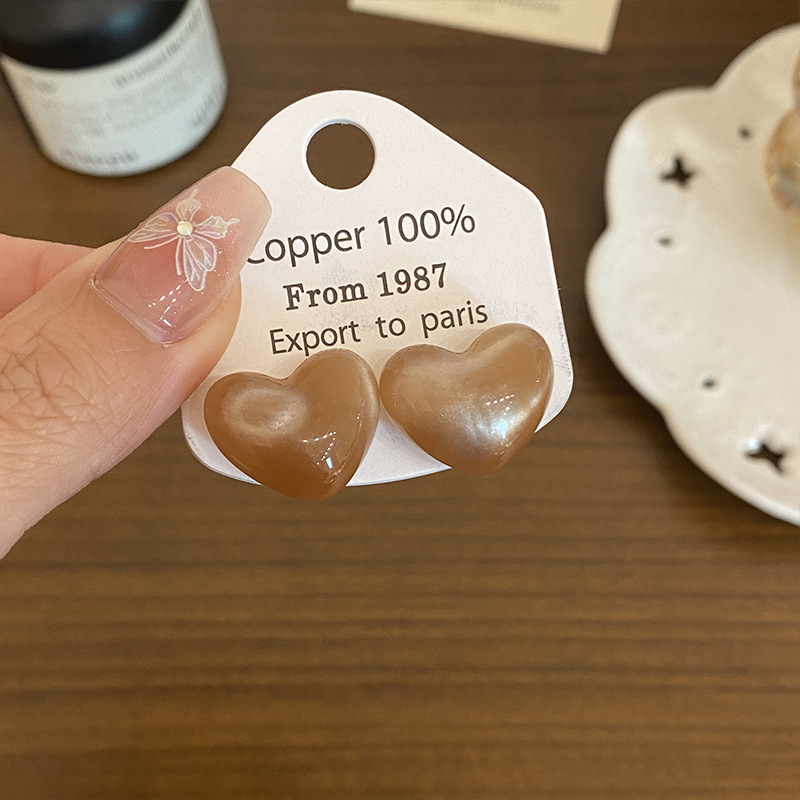 Copper 100%
From 1987
Export to paris